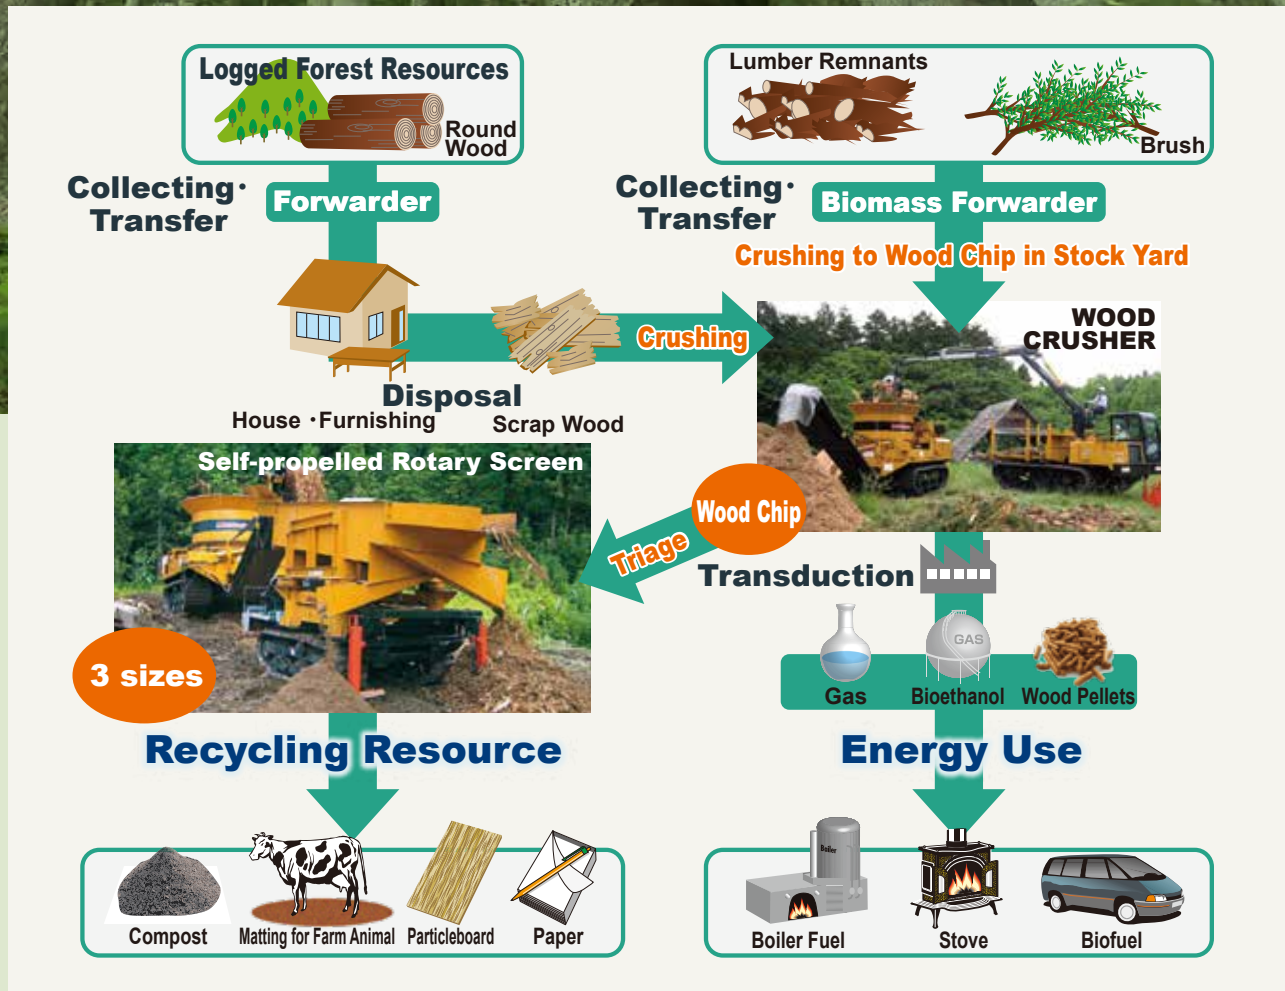 Logged Forest Resources
Round
Wood
Lumber Remnants
Brush
Collecting・
Transfer
Forwarder
Collecting・
Transfer
Biomass Forwarder
Crushing to Wood Chip in Stock Yard
WOOD
CRUSHER
Crushing
Disposal
House ・Furnishing
Scrap Wood
Self-propelled Rotary Screen
Wood Chip
Triage
3 sizes
Transduction
GAS
Gas
Bioethanol
Wood Pellets
Recycling Resource
Energy Use
Compost
Matting for Farm Animal
Particleboard
Paper
Boiler
Boiler Fuel
Stove
Biofuel